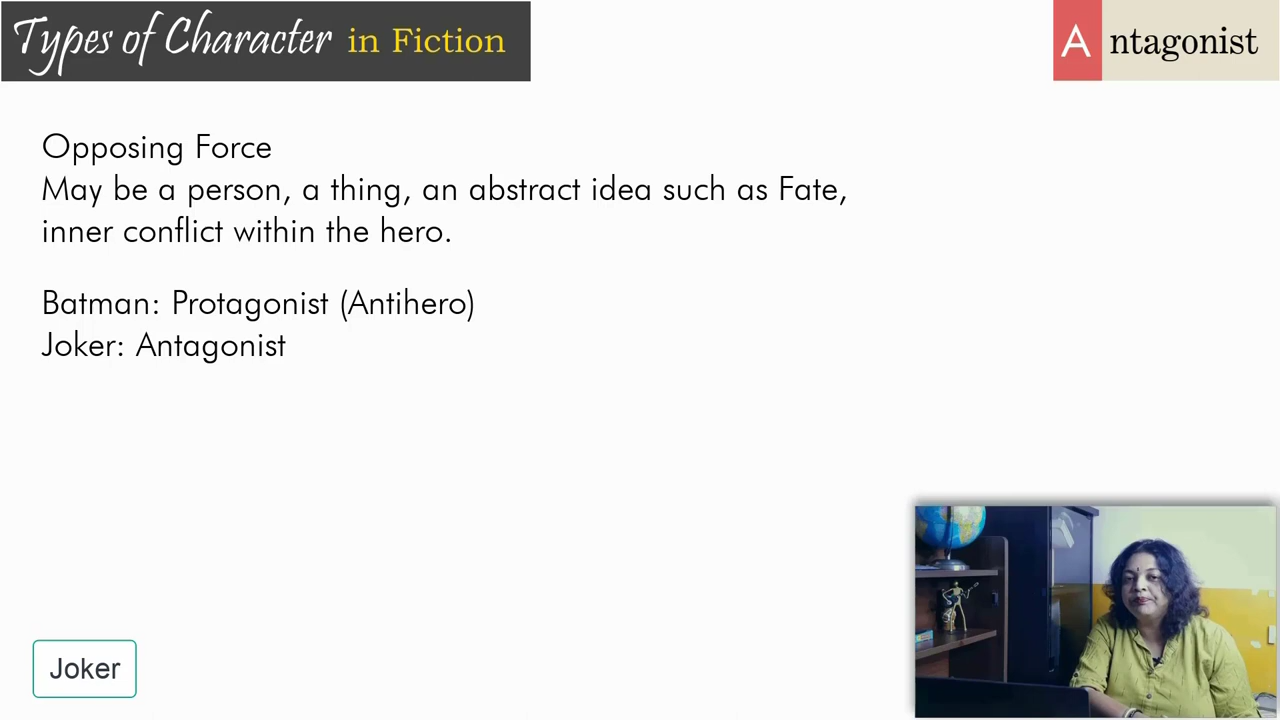 Types of Character in Fiction
Antagonist
Opposing Force
May be a person, a thing, an abstract idea such as Fate,
inner conflict within the hero.
Batman: Protagonist (Antihero)
Joker: Antagonist
Joker